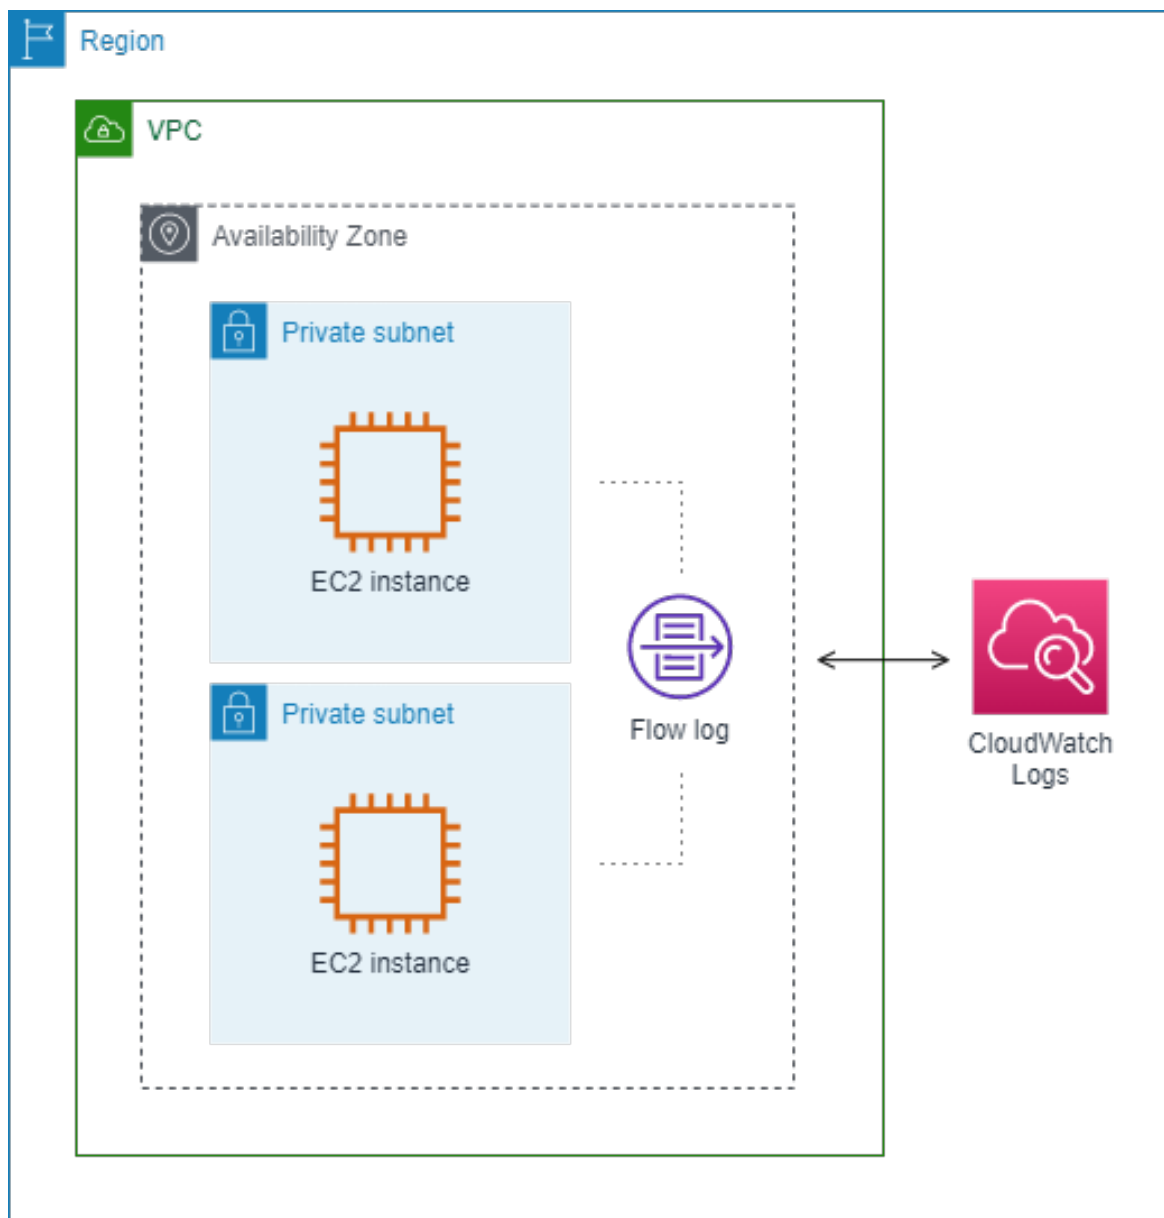 Region
VPC
Availability Zone
Private subnet
EC2 instance
Flow log
CloudWatch
Logs
Private subnet
EC2 instance